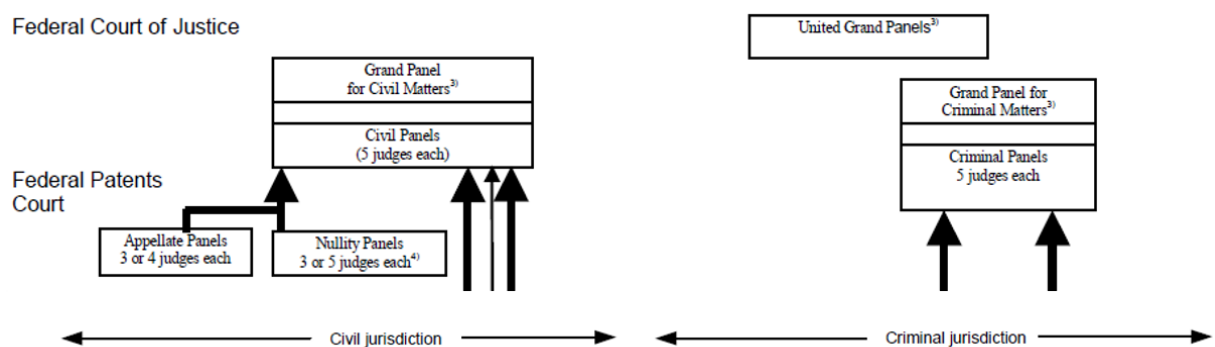 Federal Court of Justice
United Grand Panels3)
Grand Panel
for Civil Matters3)
Civil Panels
(5 judges each)
Grand Panel for
Criminal Matters3)
Criminal Panels
5 judges each
Federal Patents
Court
Appellate Panels
3 or 4 judges each
Nullity Panels
3 or 5 judges each4)
Civil jurisdiction
Criminal jurisdiction